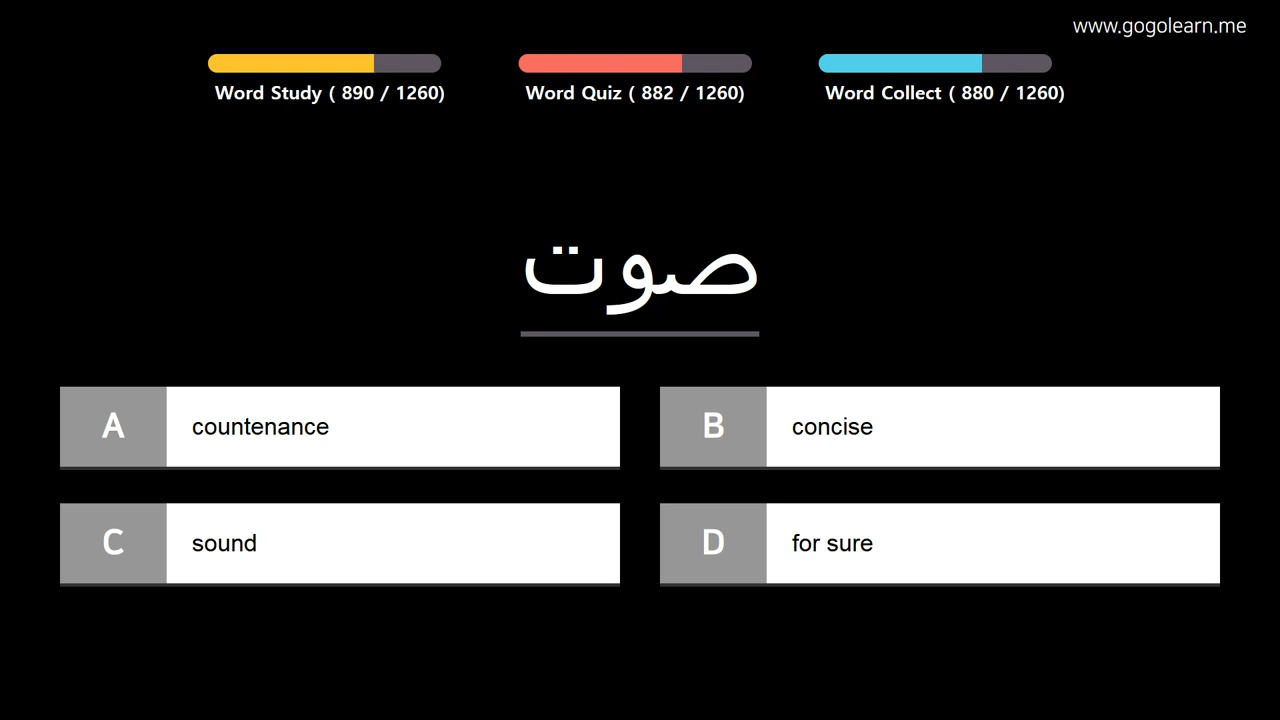 www.gogolearn.me
Word Study ( 890 / 1260)
Word Quiz ( 882 / 1260)
Word Collect ( 880 / 1260)
صوت
A countenance
B concise
C sound
D for sure